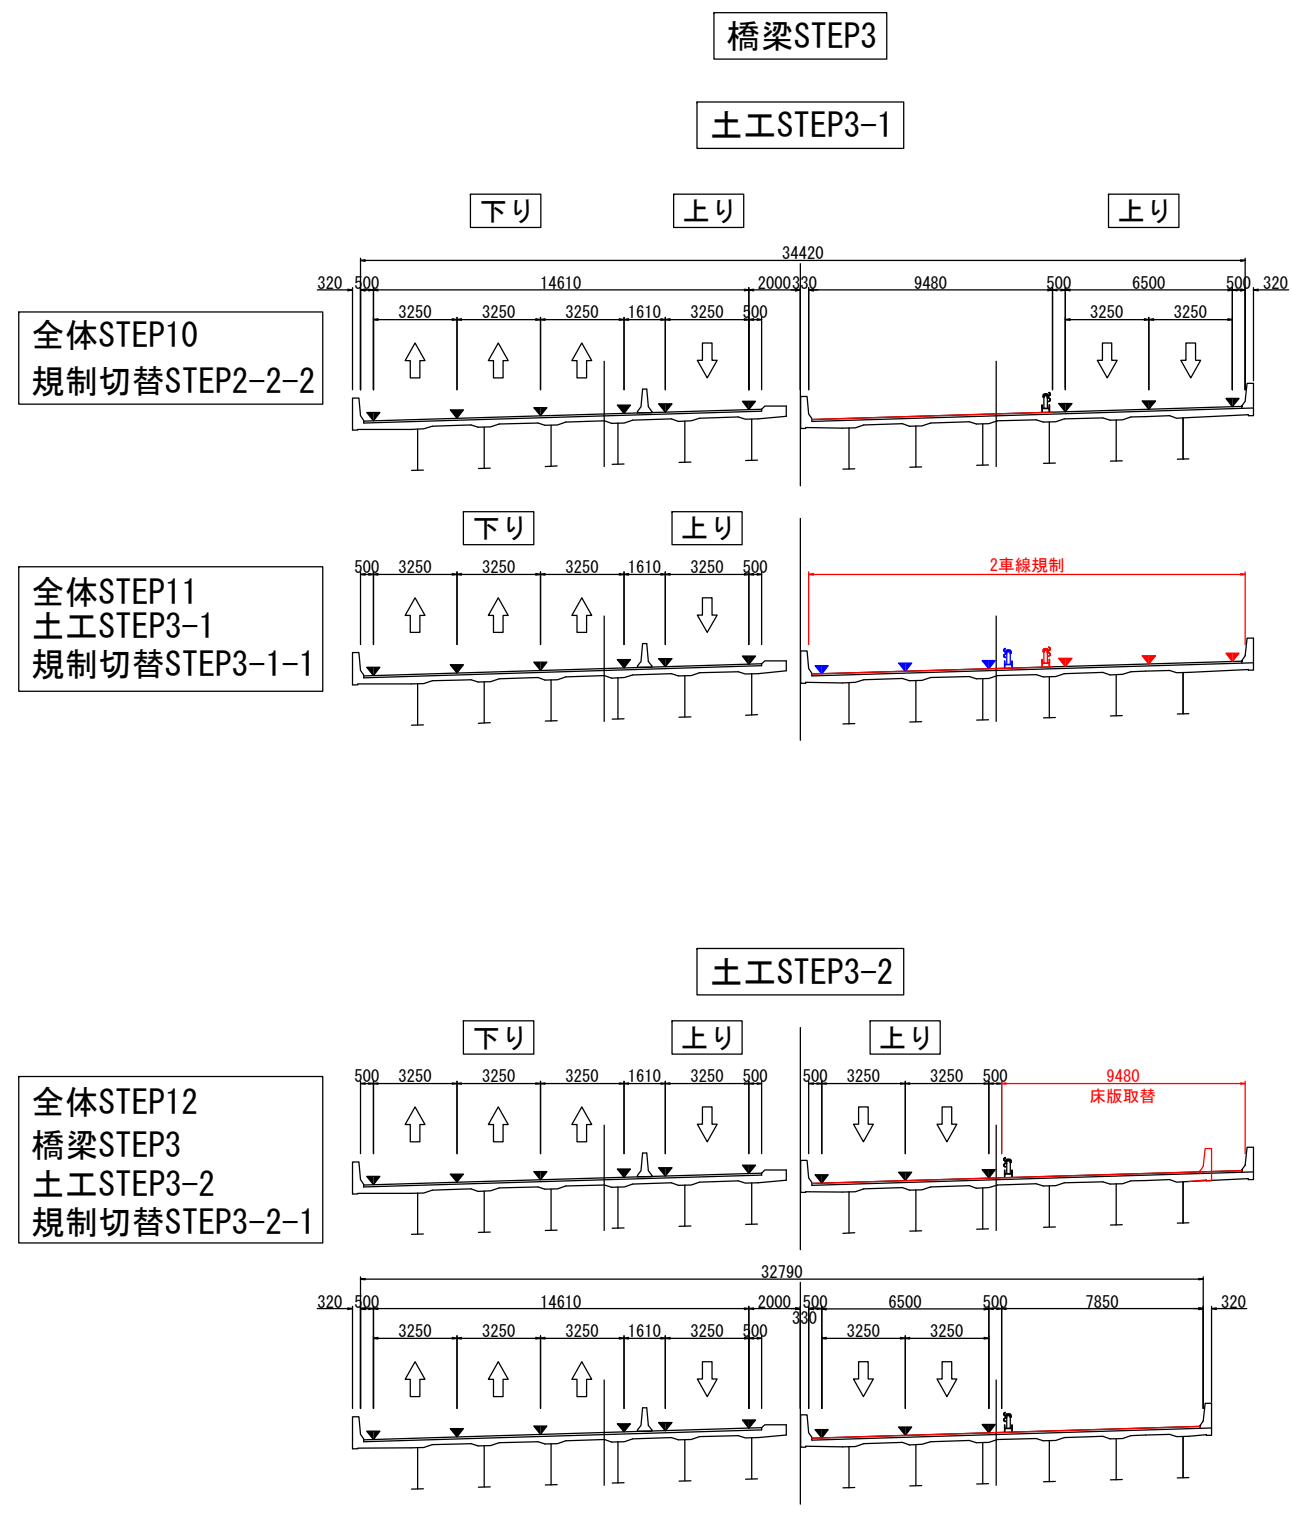 橋梁STEP3
土工STEP3-1
下り 上り 上り
34420
320 500 14610 2000 330 9480 500 6500 500 320
3250 3250 3250 1610 3250 500 3250 3250
全体STEP10
規制切替STEP2-2-2
下り 上り
500 3250 3250 3250 1610 3250 500 2車線規制
全体STEP11
土工STEP3-1
規制切替STEP3-1-1
土工STEP3-2
下り 上り 上り
500 3250 3250 3250 1610 3250 500 500 3250 3250 500 9480
床版取替
全体STEP12
橋梁STEP3
土工STEP3-2
規制切替STEP3-2-1
32790
320 500 14610 2000 500 6500 500 7850 320
330
3250 3250 3250 1610 3250 500 3250 3250